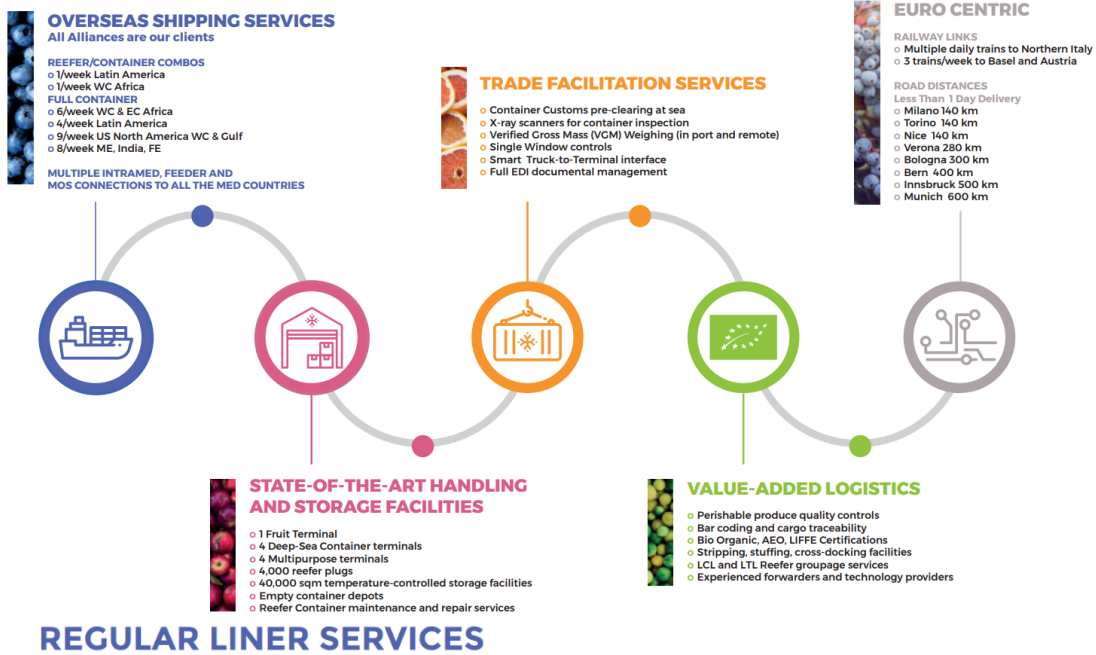 OVERSEAS SHIPPING SERVICES
All Alliances are our clients
REEFER/CONTAINER COMBOS
1/week Latin America
1/week WC Africa
FULL CONTAINER
6/week WC & EC Africa
4/week Latin America
9/week US North America WC & Gulf
8/week ME, India, FE
MULTIPLE INTRAMED, FEEDER AND
MOS CONNECTIONS TO ALL THE MED COUNTRIES
STATE-OF-THE-ART HANDLING
AND STORAGE FACILITIES
1 Fruit Terminal
4 Deep-Sea Container terminals
4 Multipurpose terminals
4,000 reefer plugs
40,000 sqm temperature-controlled storage facilities
Empty container depots
Reefer Container maintenance and repair services
TRADE FACILITATION SERVICES
Container Customs pre-clearing at sea
X-ray scanners for container inspection
Verified Gross Mass (VGM) Weighing (in port and remote)
Single Window controls
Smart Truck-to-Terminal interface
Full EDI documental management
VALUE-ADDED LOGISTICS
Perishable produce quality controls
Bar coding and cargo traceability
Bio Organic, AEO, LIFFE Certifications
Stripping, stuffing, cross-docking facilities
LCL and LTL Reefer groupage services
Experienced forwarders and technology providers
EURO CENTRIC
RAILWAY LINKS
Multiple daily trains to Northern Italy
3 trains/week to Basel and Austria
ROAD DISTANCES
Less Than 1 Day Delivery
Milano 140 km
Torino 140 km
Nice 140 km
Verona 280 km
Bologna 300 km
Bern 400 km
Innsbruck 500 km
Munich 600 km
REGULAR LINER SERVICES